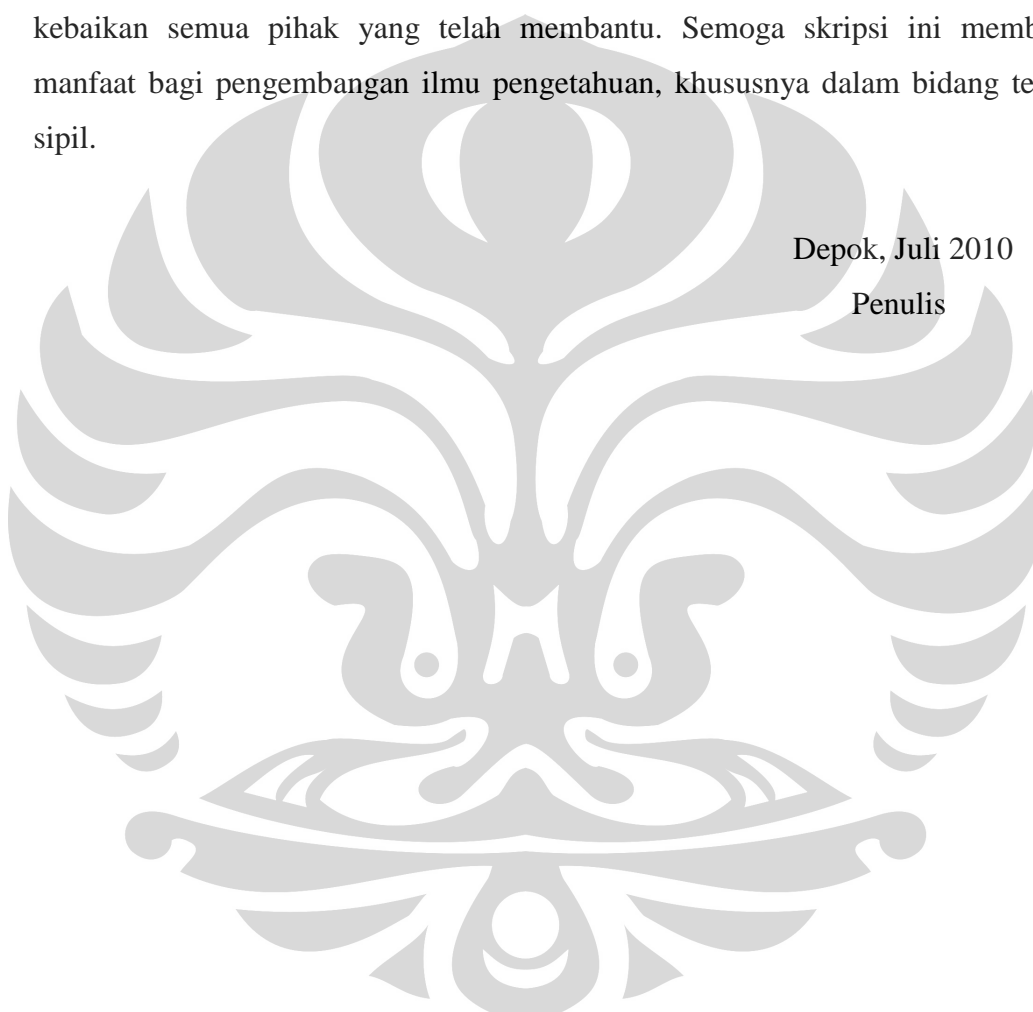 kebaikan semua pihak yang telah membantu. Semoga skripsi ini memb
manfaat bagi pengembangan ilmu pengetahuan, khususnya dalam bidang te
sipil.
Depok, Juli 2010
Penulis